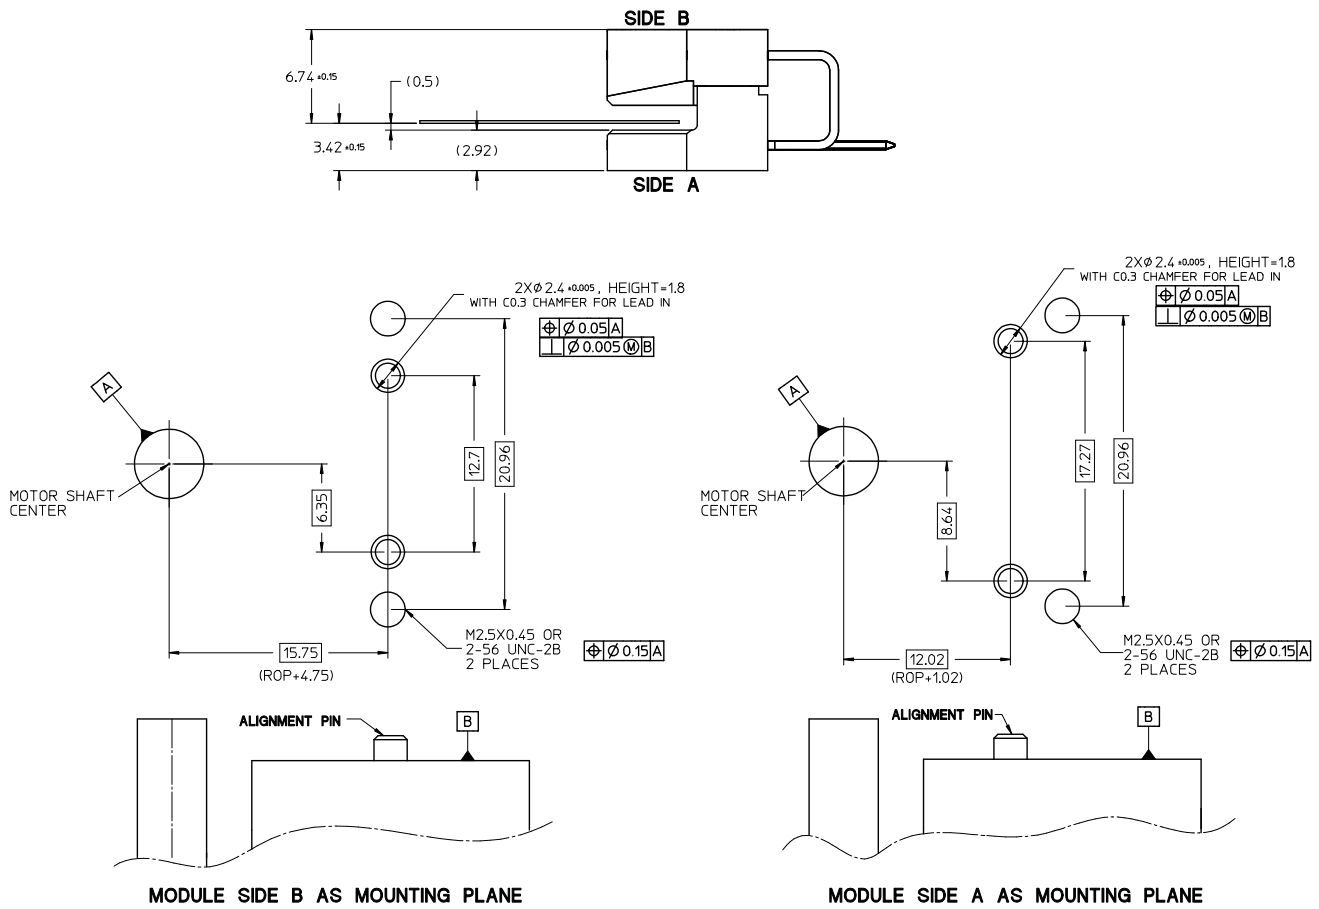 SIDE B
6.74 ±0.15
(0.5)
3.42 ±0.15
(2.92)
SIDE A
2XØ2.4 ±0.005, HEIGHT=1.8
WITH C0.3 CHAMFER FOR LEAD IN
⌖ Ø 0.05 A
⊥ Ø 0.005 Ⓜ B
A
MOTOR SHAFT
CENTER
6.35
12.7
20.96
15.75
(ROP+4.75)
M2.5X0.45 OR
2-56 UNC-2B
2 PLACES
⌖ Ø 0.15 A
ALIGNMENT PIN
B
MODULE SIDE B AS MOUNTING PLANE
2XØ2.4 ±0.005, HEIGHT=1.8
WITH C0.3 CHAMFER FOR LEAD IN
⌖ Ø 0.05 A
⊥ Ø 0.005 Ⓜ B
A
MOTOR SHAFT
CENTER
8.64
17.27
20.96
12.02
(ROP+1.02)
M2.5X0.45 OR
2-56 UNC-2B
2 PLACES
⌖ Ø 0.15 A
ALIGNMENT PIN
B
MODULE SIDE A AS MOUNTING PLANE